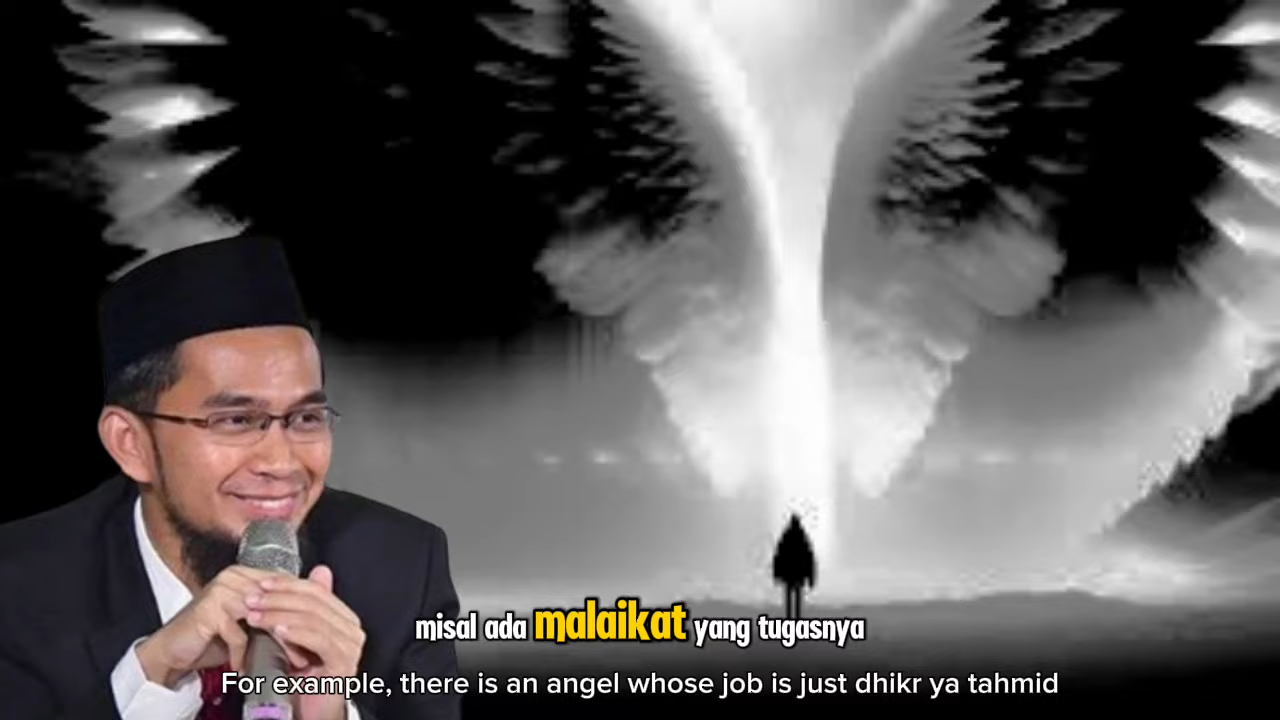 misal ada malaikat yang tugasnya
For example, there is an angel whose job is just dhikr ya tahmid